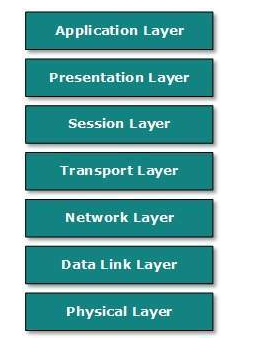 Application Layer
Presentation Layer
Session Layer
Transport Layer
Network Layer
Data Link Layer
Physical Layer